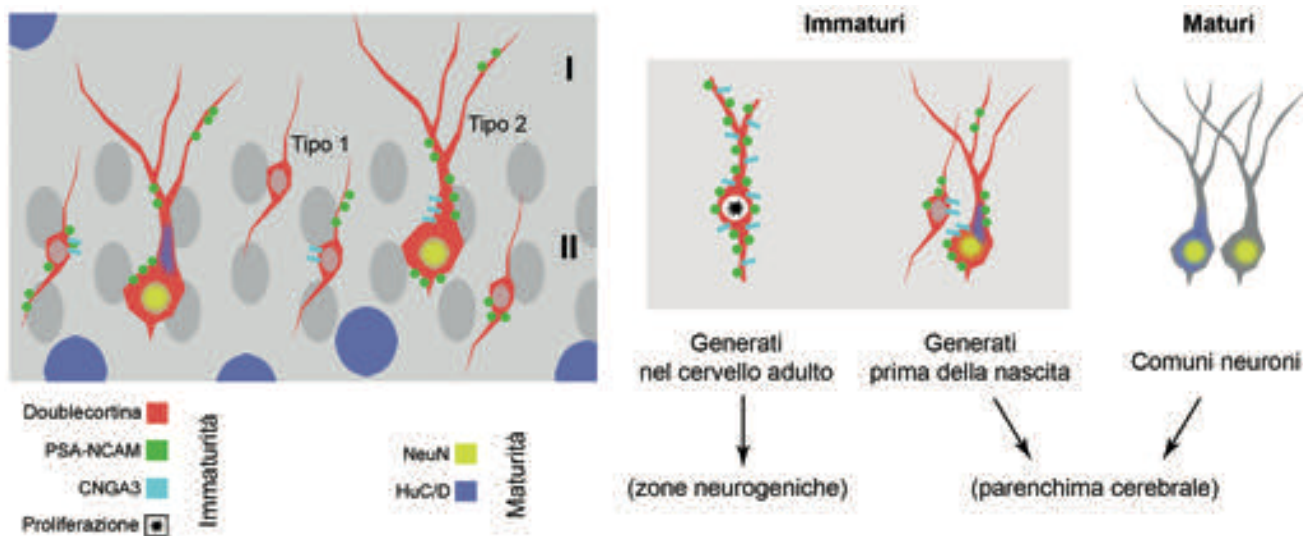 I
Tipo 1
Tipo 2
II
Doublecortina
PSA-NCAM
CNGA3
Proliferazione
Immaturità
NeuN
HuC/D
Maturità
Immaturi
Maturi
Generati
nel cervello adulto
Generati
prima della nascita
Comuni neuroni
(zone neurogeniche)
(parenchima cerebrale)